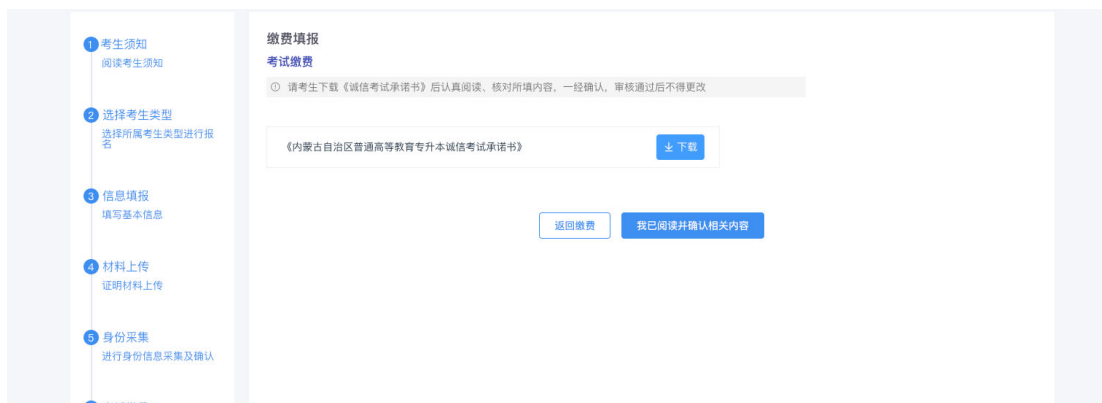 1 考生须知
阅读考生须知
2 选择考生类型
选择所属考生类型进行报
名
3 信息填报
填写基本信息
4 材料上传
证明材料上传
5 身份采集
进行身份信息采集及确认
缴费填报
考试缴费
请考生下载《诚信考试承诺书》后认真阅读、核对所填内容，一经确认，审核通过后不得更改
《内蒙古自治区普通高等教育专升本诚信考试承诺书》
下载
返回缴费
我已阅读并确认相关内容